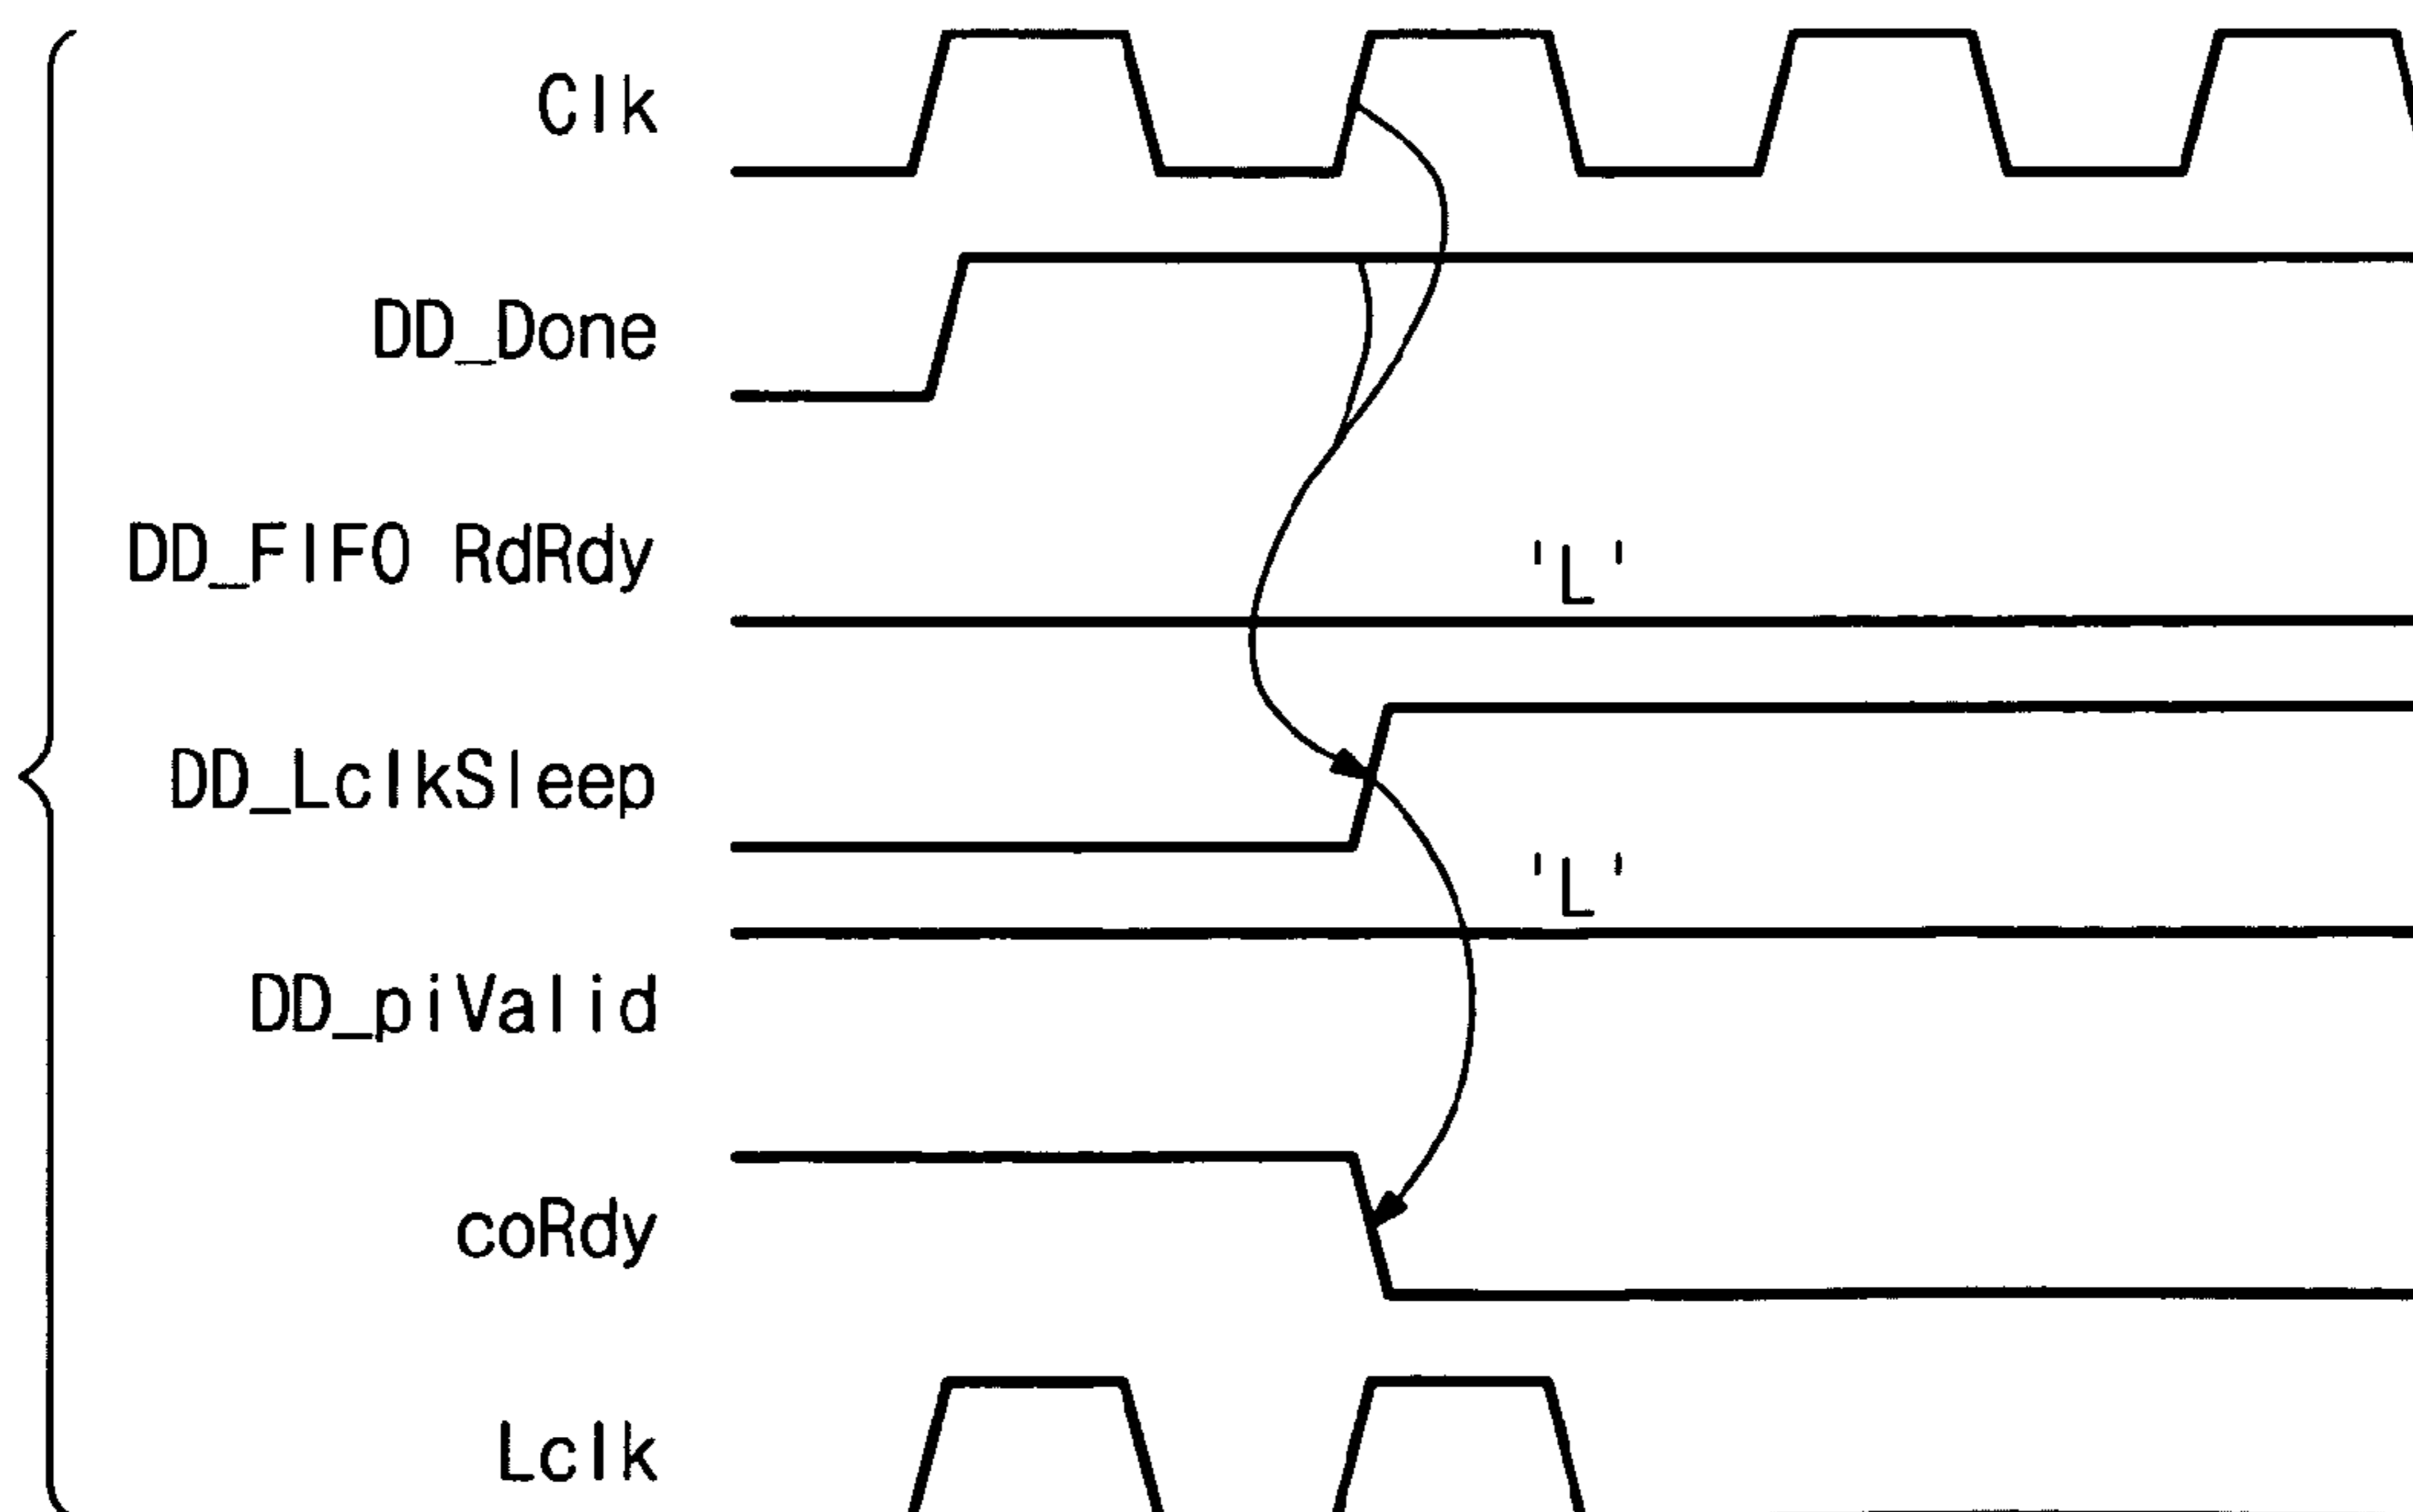 Clk
DD_Done
DD_FIFO RdRdy
'L'
DD_LclkSleep
'L'
DD_piValid
coRdy
Lclk